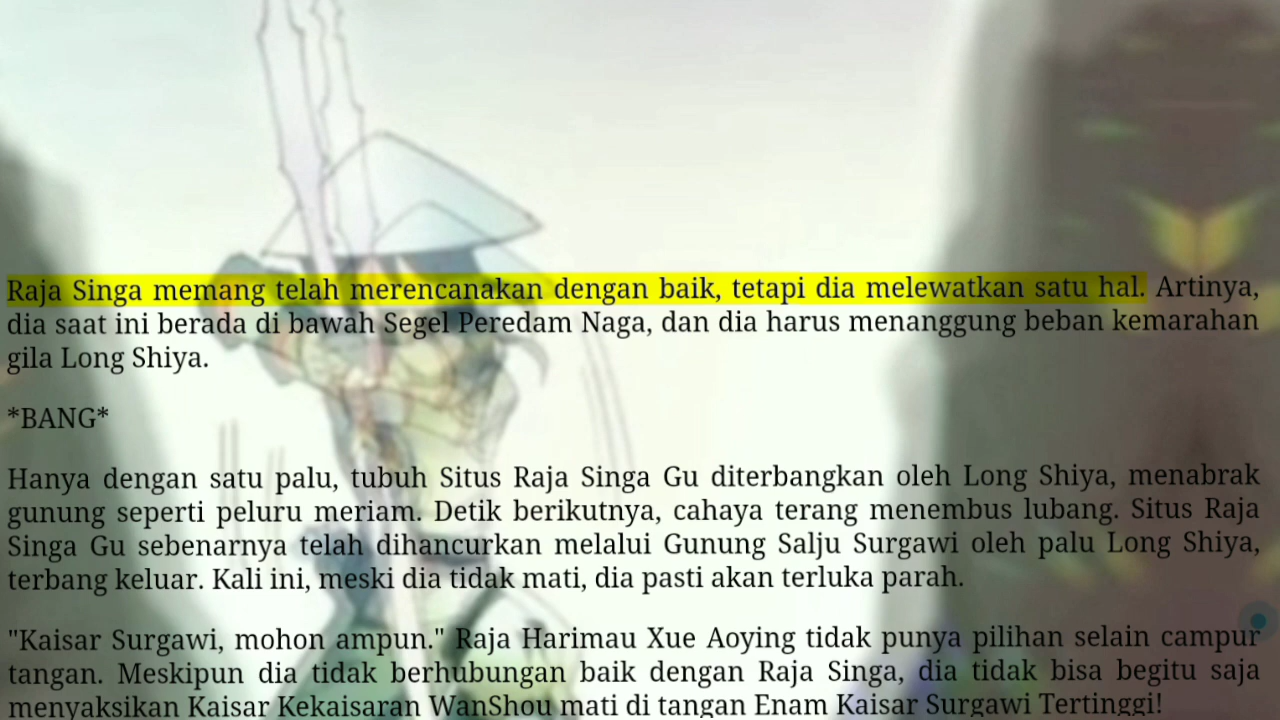 Raja Singa memang telah merencanakan dengan baik, tetapi dia melewatkan satu hal. Artinya,
dia saat ini berada di bawah Segel Peredam Naga, dan dia harus menanggung beban kemarahan
gila Long Shiya.
*BANG*
Hanya dengan satu palu, tubuh Situs Raja Singa Gu diterbangkan oleh Long Shiya, menabrak
gunung seperti peluru meriam. Detik berikutnya, cahaya terang menembus lubang. Situs Raja
Singa Gu sebenarnya telah dihancurkan melalui Gunung Salju Surgawi oleh palu Long Shiya,
terbang keluar. Kali ini, meski dia tidak mati, dia pasti akan terluka parah.
"Kaisar Surgawi, mohon ampun." Raja Harimau Xue Aoying tidak punya pilihan selain campur
tangan. Meskipun dia tidak berhubungan baik dengan Raja Singa, dia tidak bisa begitu saja
menyaksikan Kaisar Kekaisaran WanShou mati di tangan Enam Kaisar Surgawi Tertinggi!